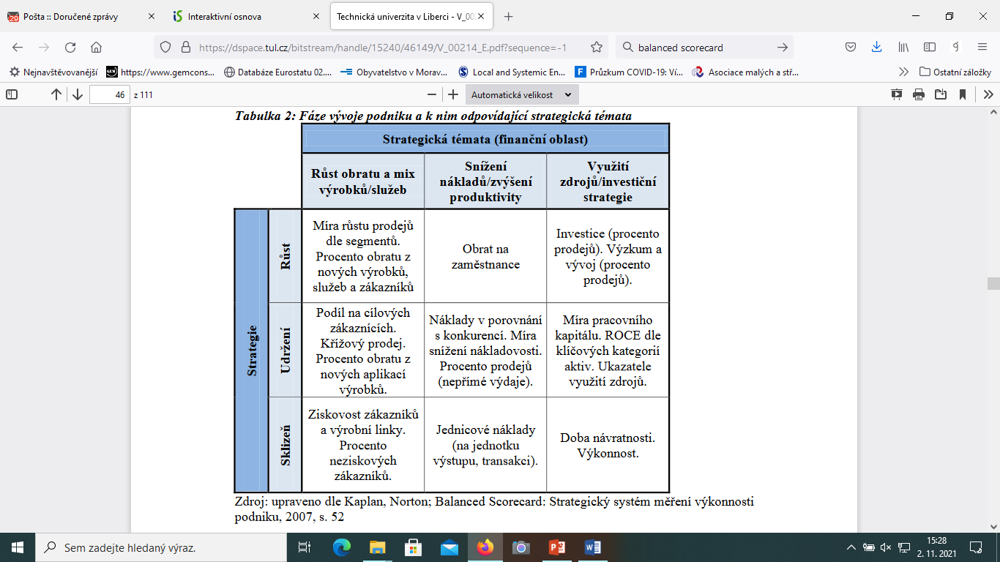 Pošta :: Doručené zprávy
Interaktivní osnova
Technická univerzita v Liberci - V_00
https://dspace.tul.cz/bitstream/handle/15240/46149/V_00214_E.pdf?sequence=-1
balanced scorecard
Nejnavštěvovanější
https://www.gemcons...
Databáze Eurostatu 02....
Obyvatelstvo v Morav...
Local and Systemic En...
Průzkum COVID-19: Ví...
Asociace malých a stř...
Ostatní záložky
46 z 111
Automatická velikost
Tabulka 2: Fáze vývoje podniku a k nim odpovídající strategická témata
Strategická témata (finanční oblast)
Růst obratu a mix
výrobků/služeb
Snížení
nákladů/zvýšení
produktivity
Využití
zdrojů/investiční
strategie
Strategie
Růst
Míra růstu prodejů
dle segmentů.
Procento obratu z
nových výrobků,
služeb a zákazníků
Obrat na
zaměstnance
Investice (procento
prodejů). Výzkum a
vývoj (procento
prodejů).
Udržení
Podíl na cílových
zákaznících.
Křížový prodej.
Procento obratu z
nových aplikací
výrobků.
Náklady v porovnání
s konkurencí. Míra
snížení nákladovosti.
Procento prodejů
(nepřímé výdaje).
Míra pracovního
kapitálu. ROCE dle
klíčových kategorií
aktiv. Ukazatele
využití zdrojů.
Sklizeň
Ziskovost zákazníků
a výrobní linky.
Procento
neziskových
zákazníků.
Jednicové náklady
(na jednotku
výstupu, transakci).
Doba návratnosti.
Výkonnost.
Zdroj: upraveno dle Kaplan, Norton; Balanced Scorecard: Strategický systém měření výkonnosti
podniku, 2007, s. 52
Sem zadejte hledaný výraz.
15:28
2. 11. 2021